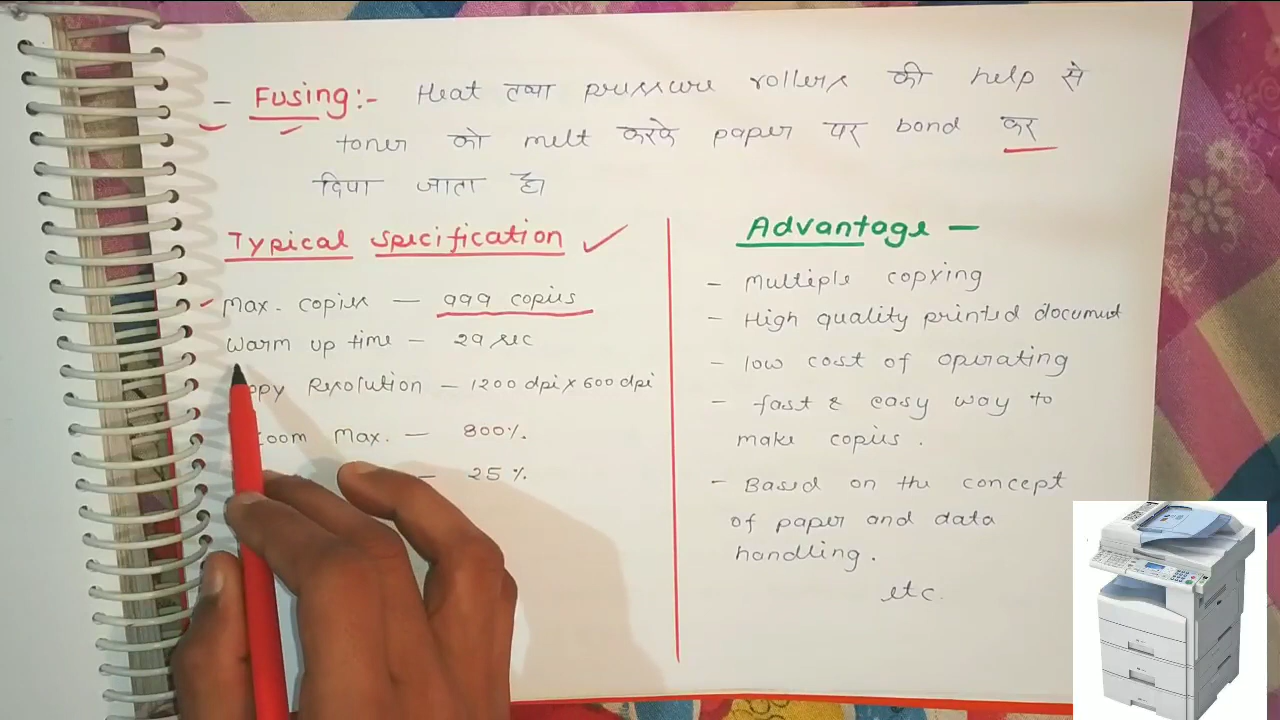 - Fusing:- Heat तथा pressure rollers की help से
toner को melt करके paper पर bond कर
दिया जाता है।
Typical specification ✓
Max. copies — 999 copies
Warm up time — 29 sec
Copy Resolution — 1200 dpi x 600 dpi
Zoom Max. — 800%.
— 25%.
Advantage —
- Multiple copying
- High quality printed document
- low cost of operating
- fast & easy way to
make copies.
- Based on the concept
of paper and data
handling.
etc.